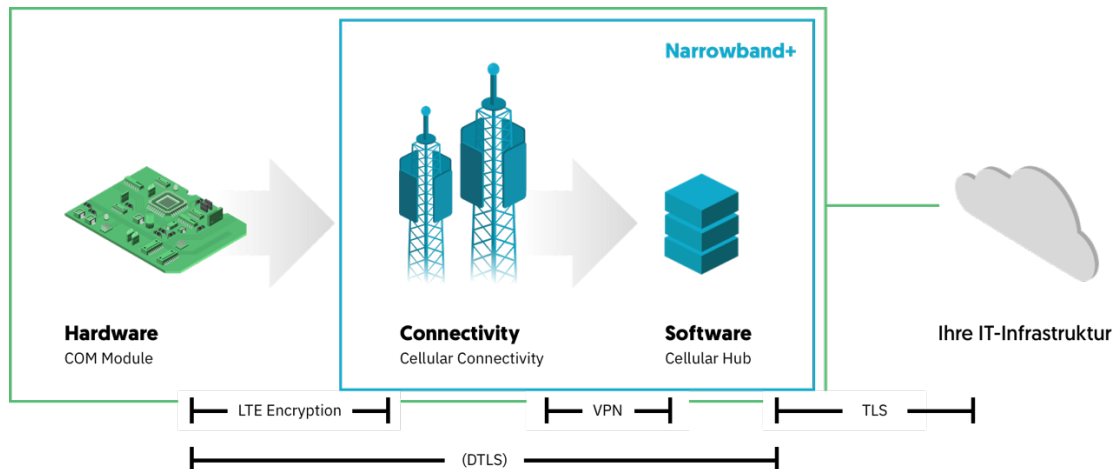 Narrowband+
Hardware
COM Module
Connectivity
Cellular Connectivity
Software
Cellular Hub
Ihre IT-Infrastruktur
LTE Encryption
VPN
TLS
(DTLS)